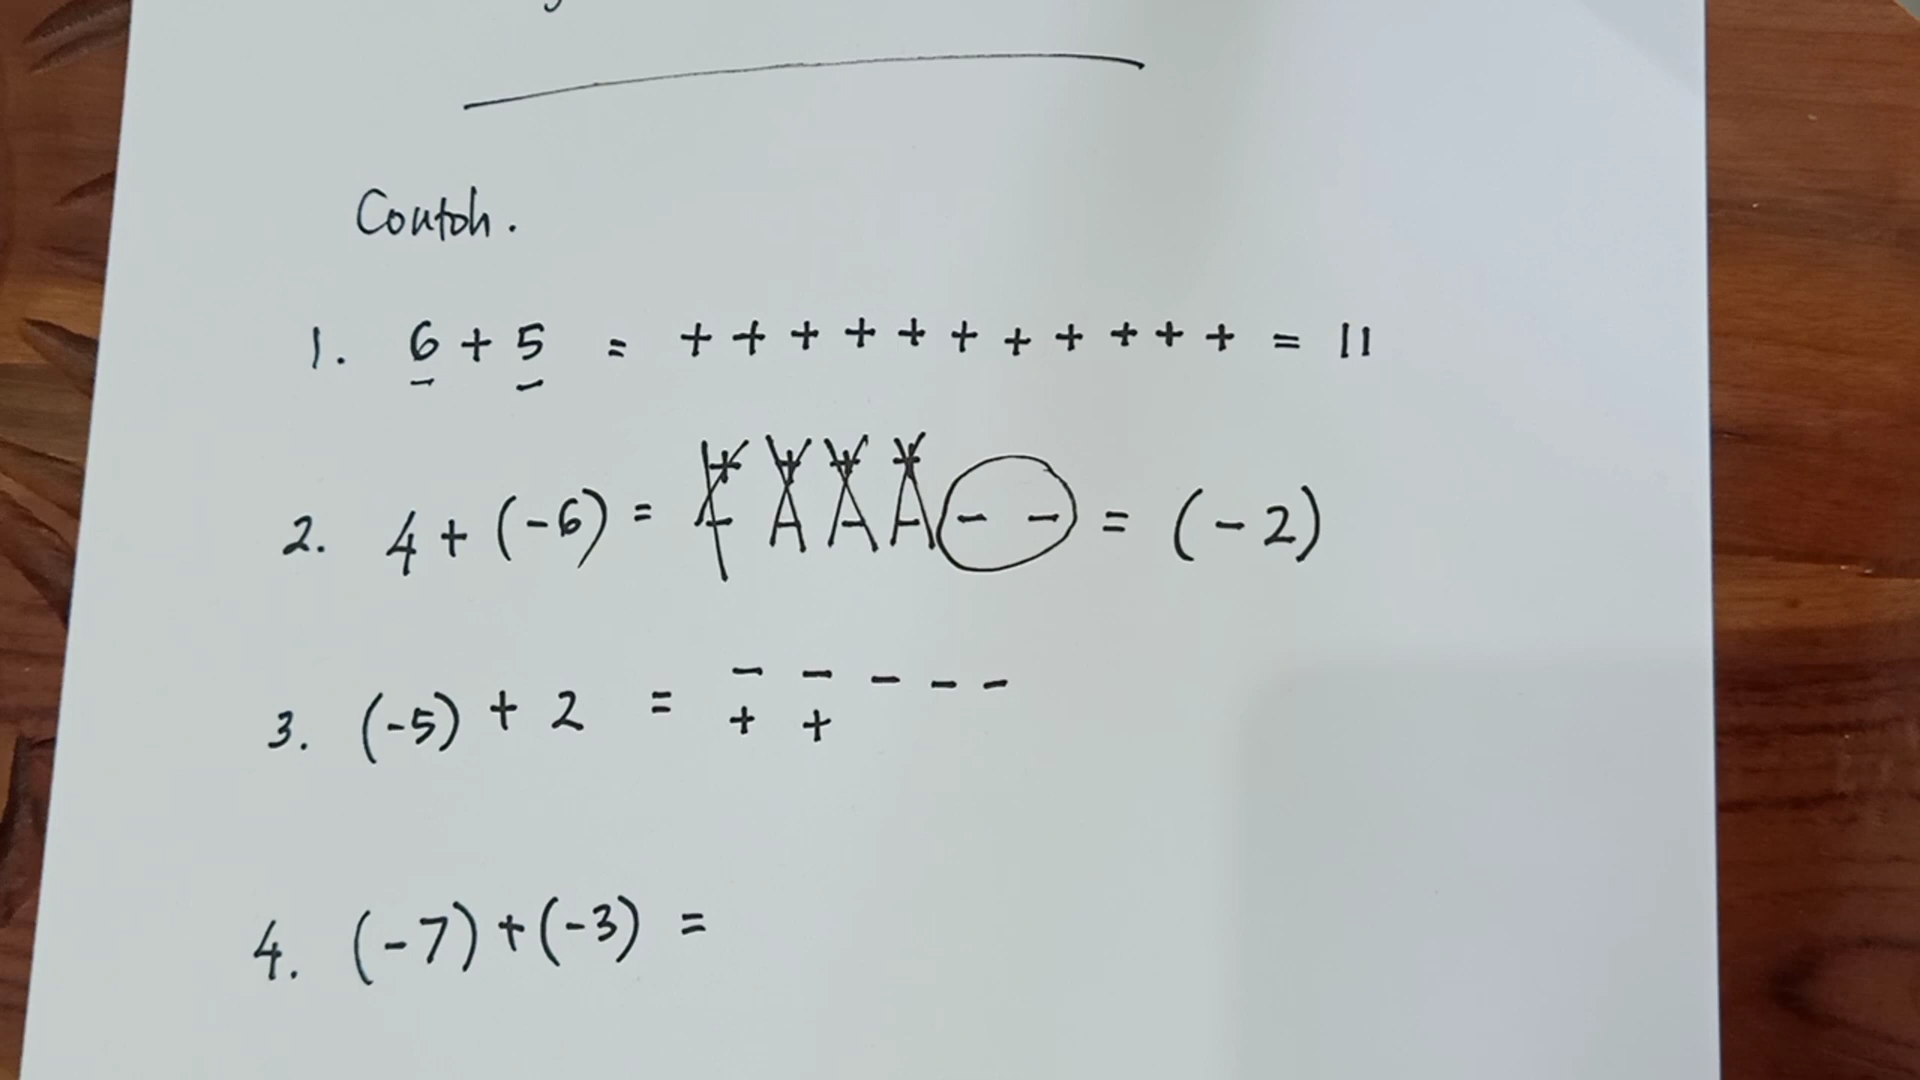 Contoh.
1. 6 + 5 = + + + + + + + + + + + = 11
2. 4 + (-6) = + + + + - - = (-2)
- - - -
3. (-5) + 2 = - - - - -
+ +
4. (-7) + (-3) =